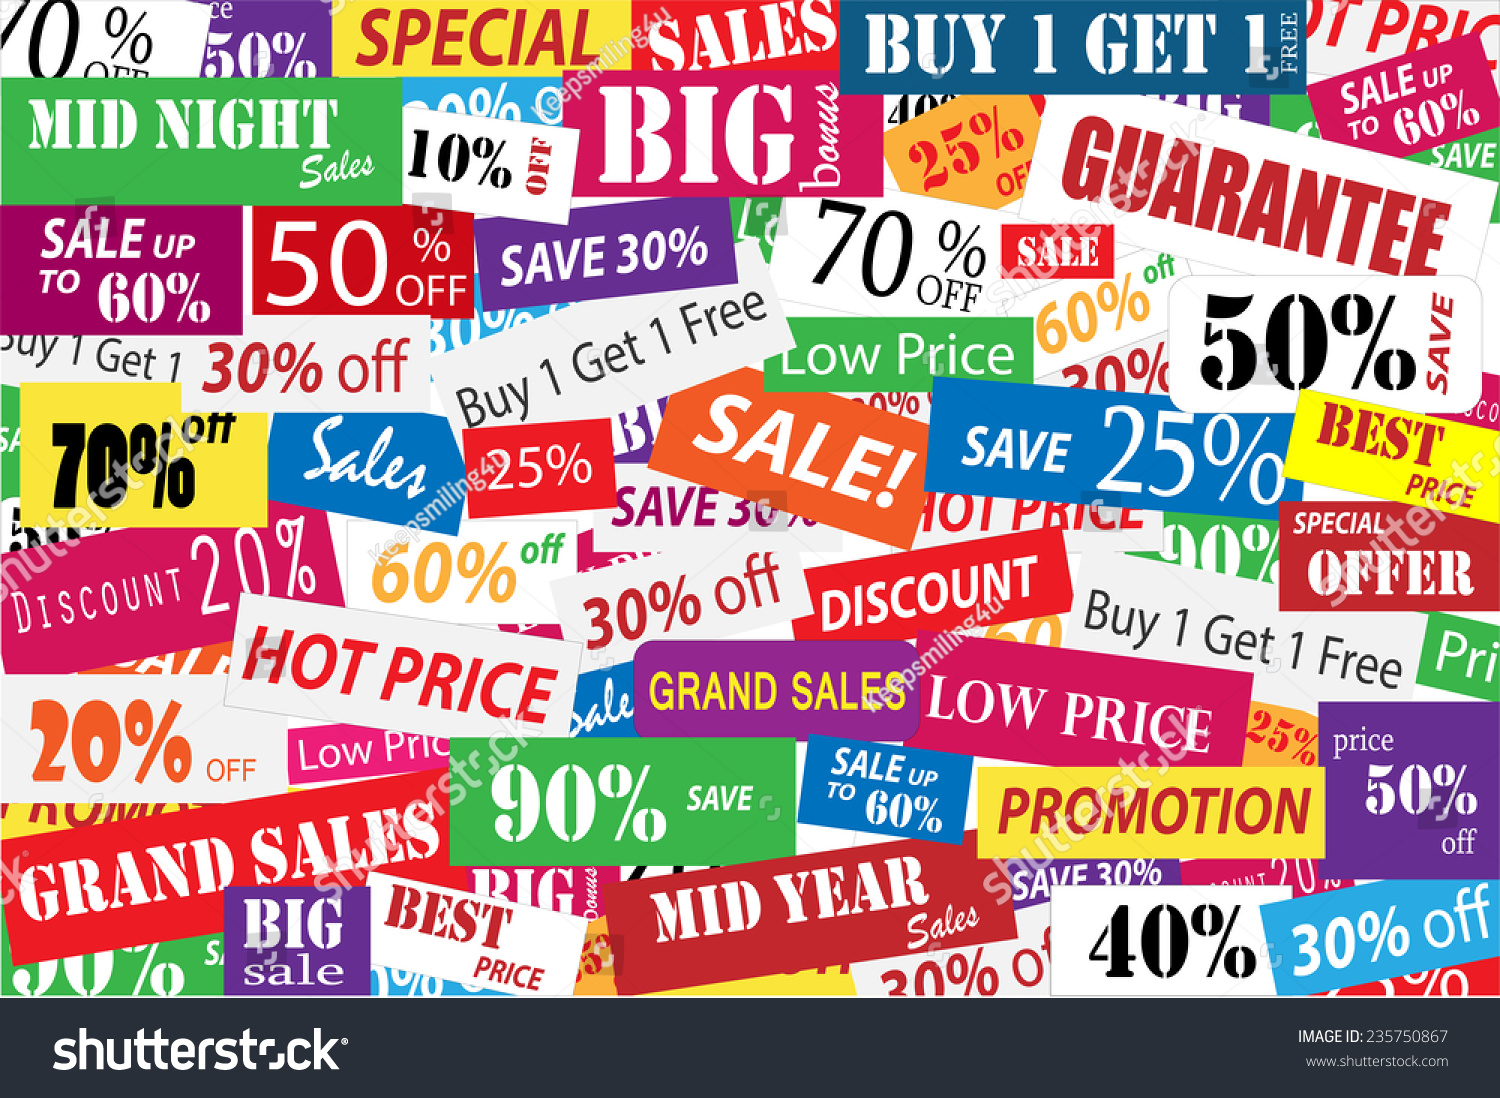 70 %
OFF
50%
SPECIAL
SALES
BUY 1 GET 1 FREE
HOT PRICE
SALE UP
TO 60%
SAVE
MID NIGHT
Sales
10% OFF
BIG bonus
25%
OFF
BIG
GUARANTEE
SALE UP
TO 60%
50 %
OFF
SAVE 30%
70 %
OFF
SALE
60% off
50% SAVE
Buy 1 Get 1
30% off
Buy 1 Get 1 Free
Low Price
30%
70% off
Sales
25%
SALE!
SAVE 25%
BEST
PRICE
SAVE 30%
HOT PRICE
90%
SPECIAL
OFFER
DISCOUNT 20%
60% off
30% off
DISCOUNT
Buy 1 Get 1 Free
Pri
HOT PRICE
Sale
GRAND SALES
LOW PRICE
25%
20% OFF
Low Pric
90% SAVE
SALE UP
TO 60%
PROMOTION
price
50%
off
GRAND SALES
BIG
sale
BEST
PRICE
BIG bonus
MID YEAR
Sales
SAVE 30%
20%
40%
30% off
30% of
Keepsmiling4u
shutterstock
IMAGE ID: 235750867
www.shutterstock.com